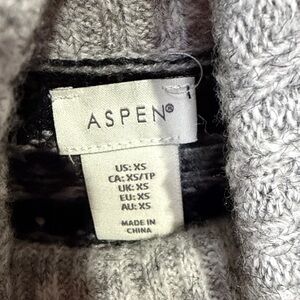 ASPEN®
US: XS
CA: XS/TP
UK: XS
EU: XS
AU: XS
MADE IN
CHINA